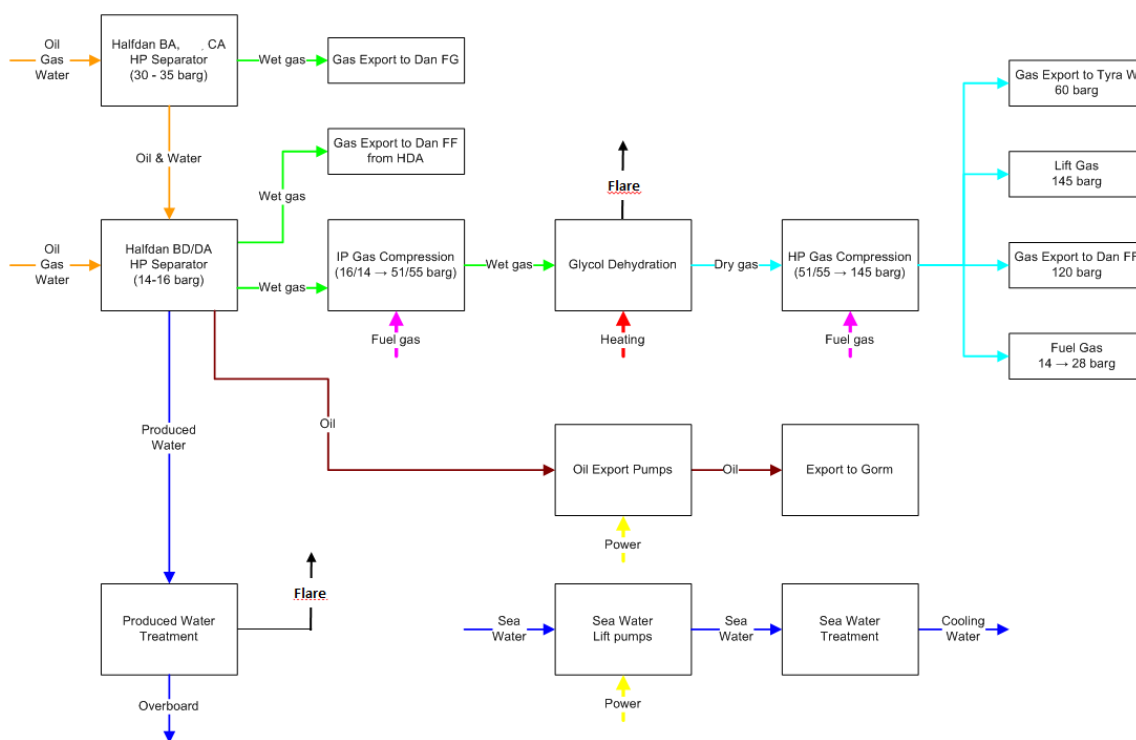 Oil
Gas
Water
Halfdan BA, . CA
HP Separator
(30 - 35 barg)
Wet gas
Gas Export to Dan FG
Gas Export to Tyra W
60 barg
Oil & Water
Gas Export to Dan FF
from HDA
Wet gas
Flare
Lift Gas
145 barg
Oil
Gas
Water
Halfdan BD/DA
HP Separator
(14-16 barg)
Wet gas
IP Gas Compression
(16/14 → 51/55 barg)
Wet gas
Glycol Dehydration
Dry gas
HP Gas Compression
(51/55 → 145 barg)
Gas Export to Dan FF
120 barg
Fuel gas
Heating
Fuel gas
Fuel Gas
14 → 28 barg
Produced
Water
Oil
Oil Export Pumps
Oil
Export to Gorm
Power
Flare
Produced Water
Treatment
Sea
Water
Sea Water
Lift pumps
Sea
Water
Sea Water
Treatment
Cooling
Water
Overboard
Power